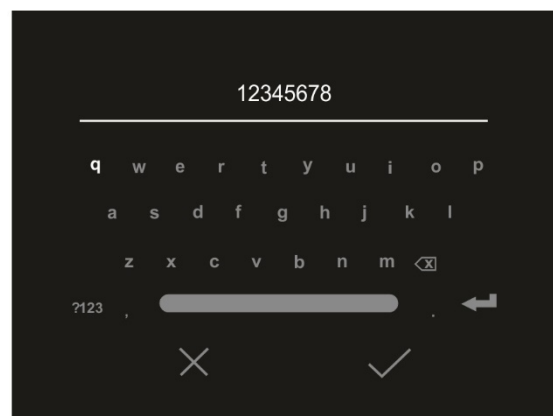 12345678
q w e r t y u i o p
a s d f g h j k l
z x c v b n m
?123 , .